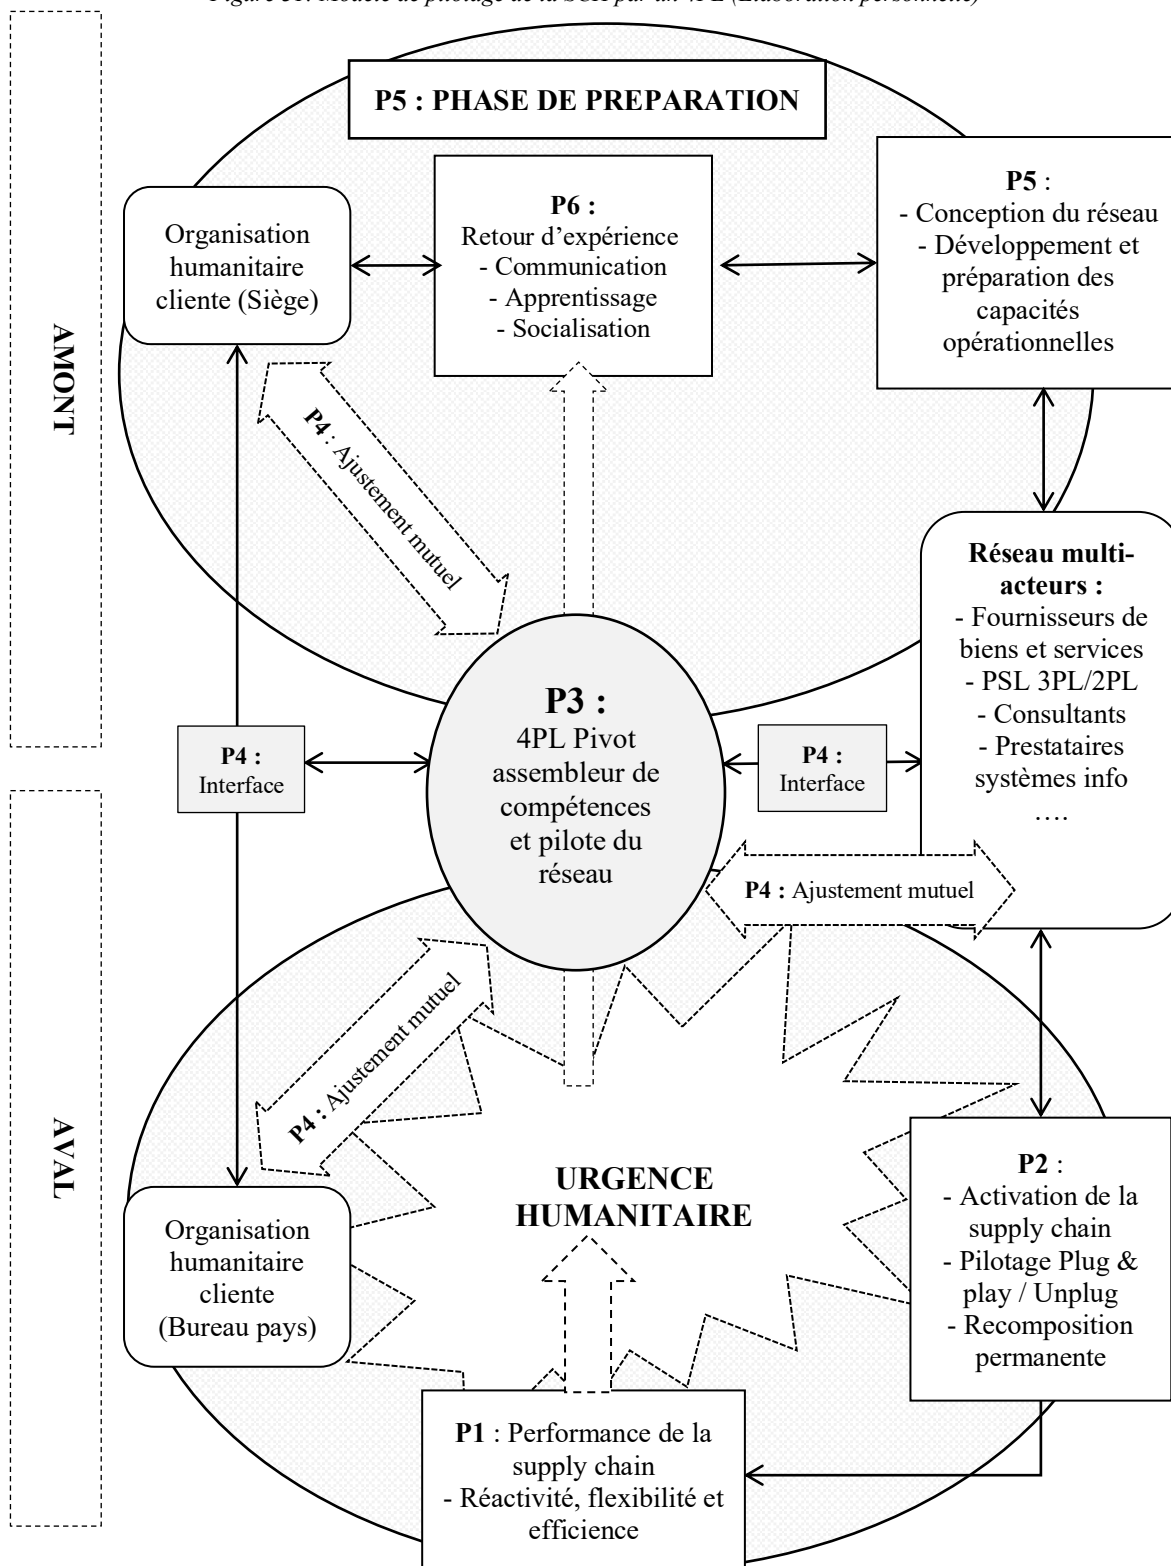 P5 : PHASE DE PREPARATION
Organisation
humanitaire
cliente (Siège)
P6 :
Retour d’expérience
- Communication
- Apprentissage
- Socialisation
P5 :
- Conception du réseau
- Développement et
préparation des
capacités
opérationnelles
AMONT
P4 : Ajustement mutuel
Réseau multi-
acteurs :
- Fournisseurs de
biens et services
- PSL 3PL/2PL
- Consultants
- Prestataires
systèmes info
….
P4 :
Interface
P3 :
4PL Pivot
assembleur de
compétences
et pilote du
réseau
P4 :
Interface
P4 : Ajustement mutuel
P4 : Ajustement mutuel
AVAL
URGENCE
HUMANITAIRE
Organisation
humanitaire
cliente
(Bureau pays)
P2 :
- Activation de la
supply chain
- Pilotage Plug &
play / Unplug
- Recomposition
permanente
P1 : Performance de la
supply chain
- Réactivité, flexibilité et
efficience